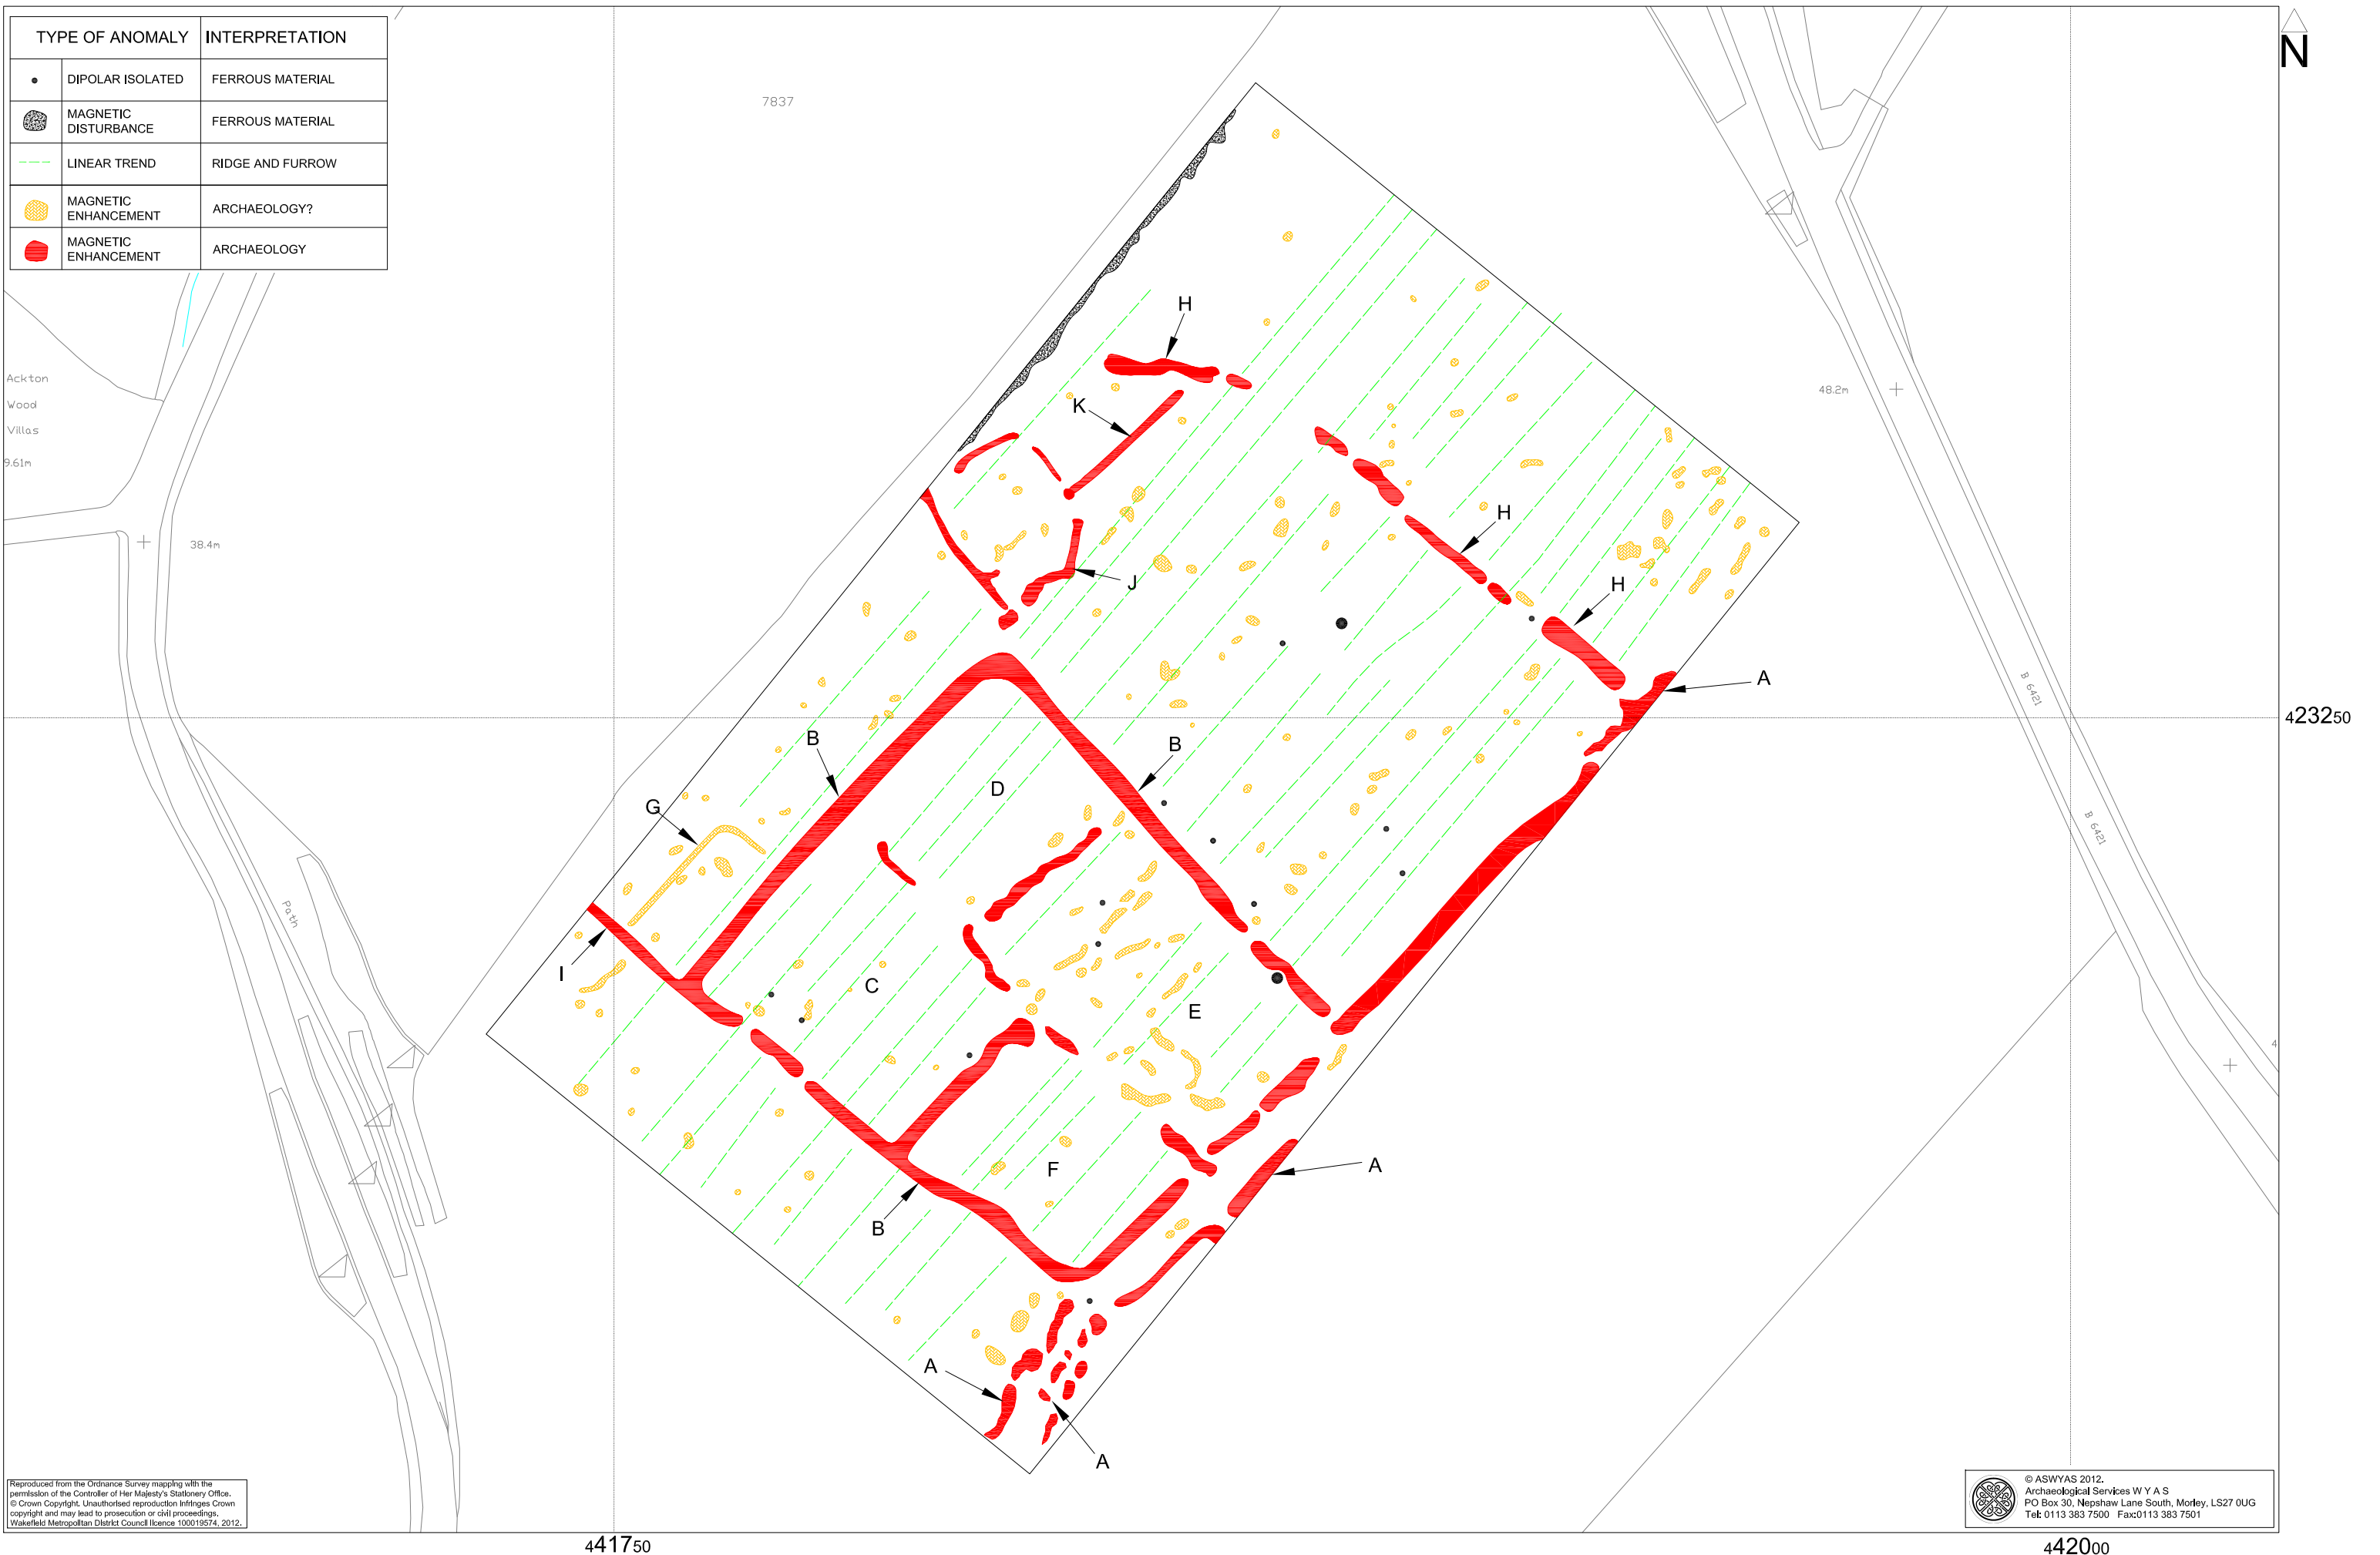 TYPE OF ANOMALY INTERPRETATION
DIPOLAR ISOLATED FERROUS MATERIAL
MAGNETIC
DISTURBANCE
FERROUS MATERIAL
LINEAR TREND RIDGE AND FURROW
MAGNETIC
ENHANCEMENT
ARCHAEOLOGY?
MAGNETIC
ENHANCEMENT
ARCHAEOLOGY
N
7837
H
Ackton
Wood
Villas
9.61m
48.2m
K
38.4m
H
J
H
A
B 6421
423250
B
B
D
G
B 6421
Path
I
C
E
4
F
A
B
A
A
Reproduced from the Ordnance Survey mapping with the
permission of the Controller of Her Majesty's Stationery Office.
© Crown Copyright. Unauthorised reproduction infringes Crown
copyright and may lead to prosecution or civil proceedings.
Wakefield Metropolitan District Council licence 100019574, 2012.
© ASWYAS 2012.
Archaeological Services W Y A S
PO Box 30, Nepshaw Lane South, Morley, LS27 0UG
Tel: 0113 383 7500 Fax:0113 383 7501
441750
442000